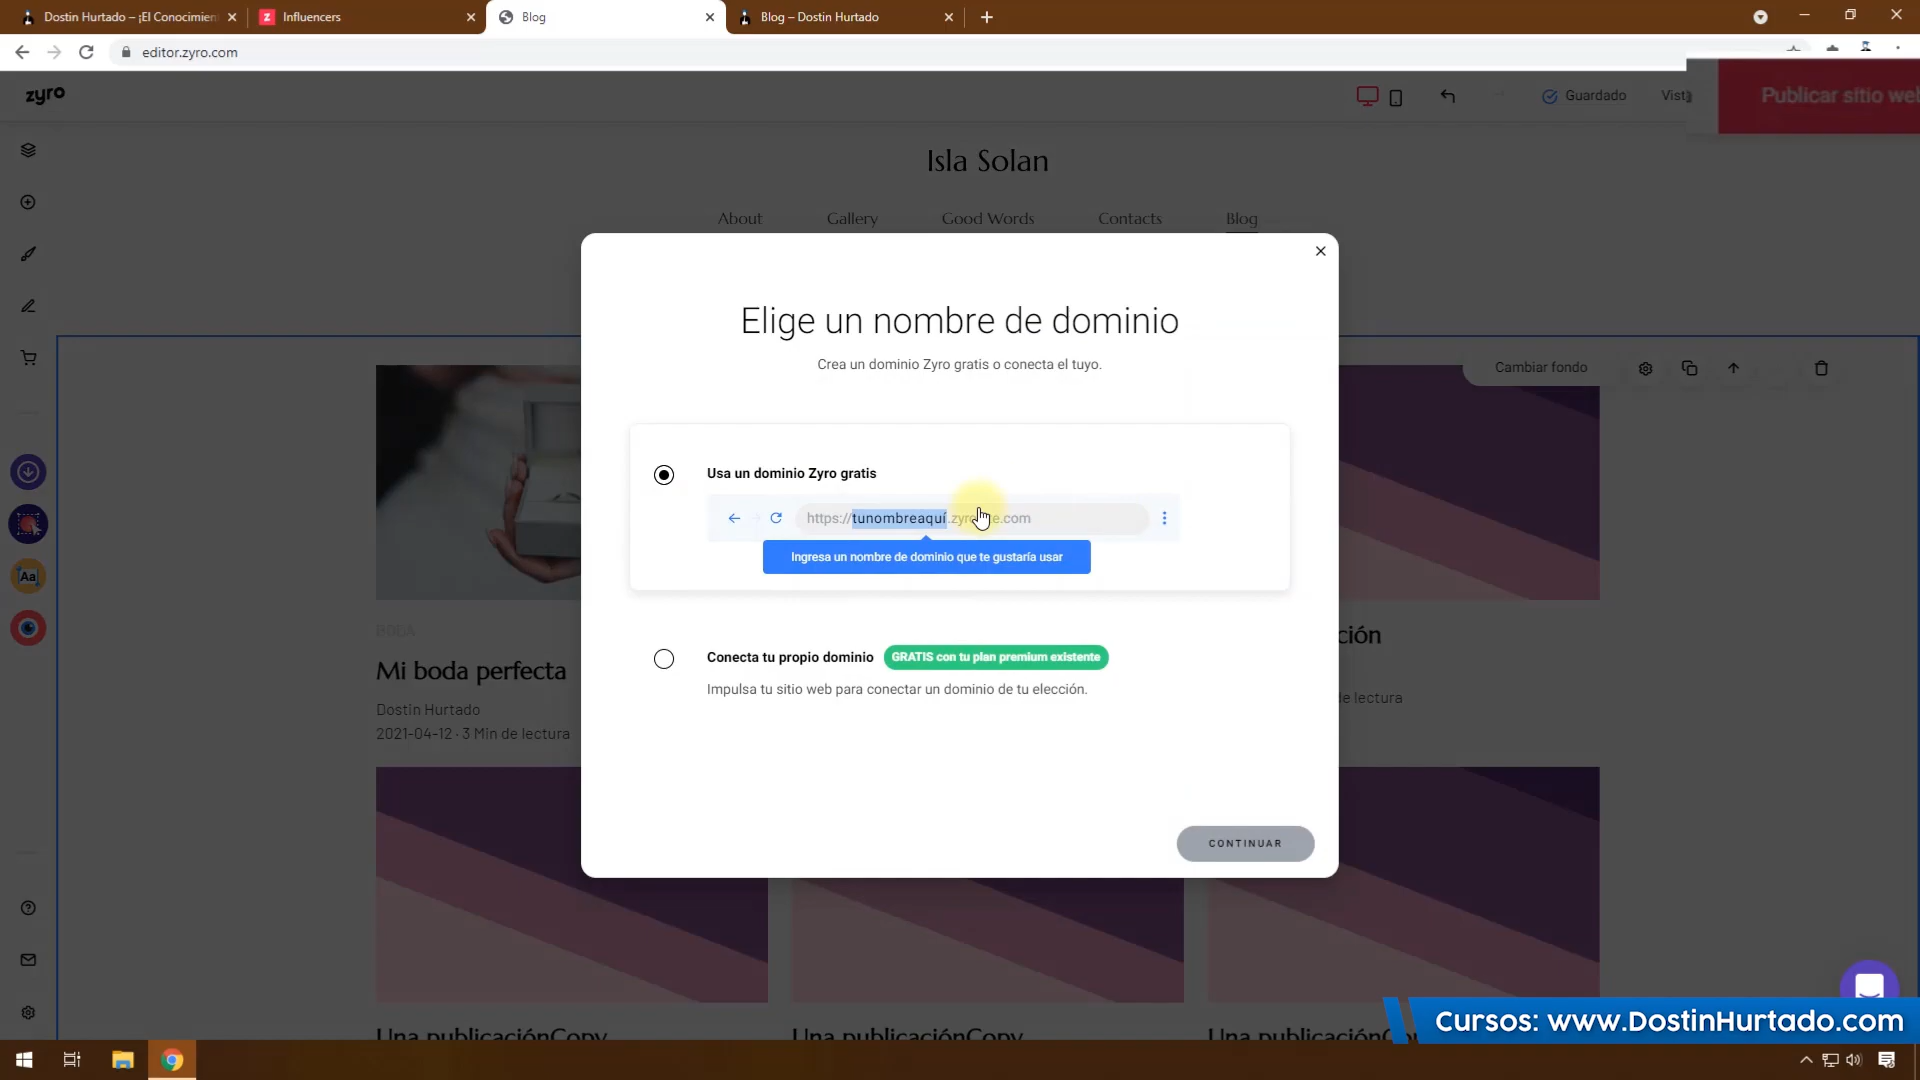 Dostin Hurtado – ¡El Conocimien
Influencers
Blog
Blog – Dostin Hurtado
editor.zyro.com
zyro
Guardado
Publicar sitio we
Isla Solan
About
Gallery
Good Words
Contacts
Blog
Elige un nombre de dominio
Crea un dominio Zyro gratis o conecta el tuyo.
Cambiar fondo
Usa un dominio Zyro gratis
https://tunombreaquí
Ingresa un nombre de dominio que te gustaría usar
Aa
Conecta tu propio dominio
GRATIS con tu plan premium existente
Impulsa tu sitio web para conectar un dominio de tu elección.
BODA
Mi boda perfecta
Dostin Hurtado
2021-04-12 · 3 Min de lectura
ción
de lectura
CONTINUAR
Una publicaciónCopy
Una publicaciónCopy
Cursos: www.DostinHurtado.com